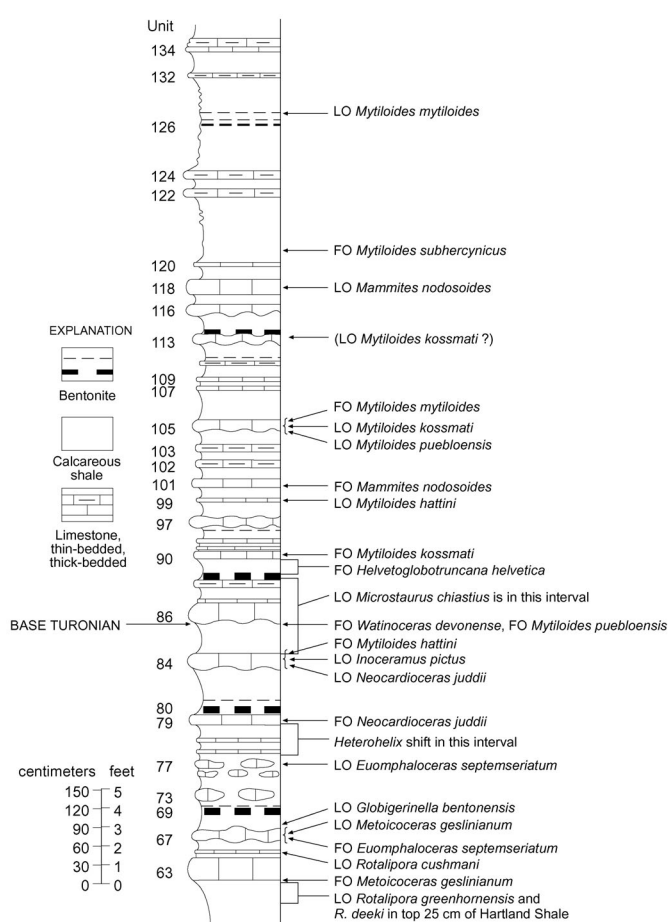 Unit
134
132
LO Mytiloides mytiloides
126
124
122
FO Mytiloides subhercynicus
120
118
LO Mammites nodosoides
116
EXPLANATION
113
(LO Mytiloides kossmati ?)
Bentonite
109
107
FO Mytiloides mytiloides
105
LO Mytiloides kossmati
LO Mytiloides puebloensis
Calcareous
shale
103
102
101
FO Mammites nodosoides
99
LO Mytiloides hattini
97
Limestone,
thin-bedded,
thick-bedded
90
FO Mytiloides kossmati
FO Helvetoglobotruncana helvetica
LO Microstaurus chiastius is in this interval
86
BASE TURONIAN
FO Watinoceras devonense, FO Mytiloides puebloensis
FO Mytiloides hattini
84
LO Inoceramus pictus
LO Neocardioceras juddii
80
79
FO Neocardioceras juddii
Heterohelix shift in this interval
77
LO Euomphaloceras septemseriatum
centimeters feet
150 5
120 4
90 3
60 2
30 1
0 0
73
69
LO Globigerinella bentonensis
LO Metoicoceras geslinianum
67
FO Euomphaloceras septemseriatum
LO Rotalipora cushmani
63
FO Metoicoceras geslinianum
LO Rotalipora greenhornensis and
R. deeki in top 25 cm of Hartland Shale